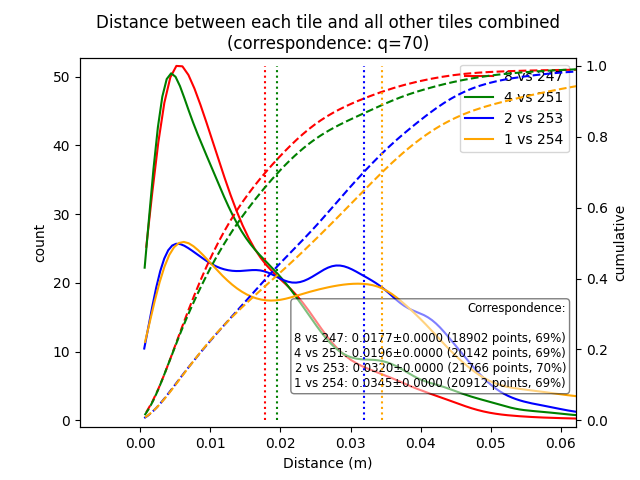 Distance between each tile and all other tiles combined
(correspondence: q=70)
count
50
40
30
20
10
0
8 vs 247
4 vs 251
2 vs 253
1 vs 254
1.0
0.8
0.6
0.4
0.2
0.0
cumulative
Correspondence:
8 vs 247: 0.0177±0.0000 (18902 points, 69%)
4 vs 251: 0.0196±0.0000 (20142 points, 69%)
2 vs 253: 0.0320±0.0000 (21766 points, 70%)
1 vs 254: 0.0345±0.0000 (20912 points, 69%)
0.00 0.01 0.02 0.03 0.04 0.05 0.06
Distance (m)